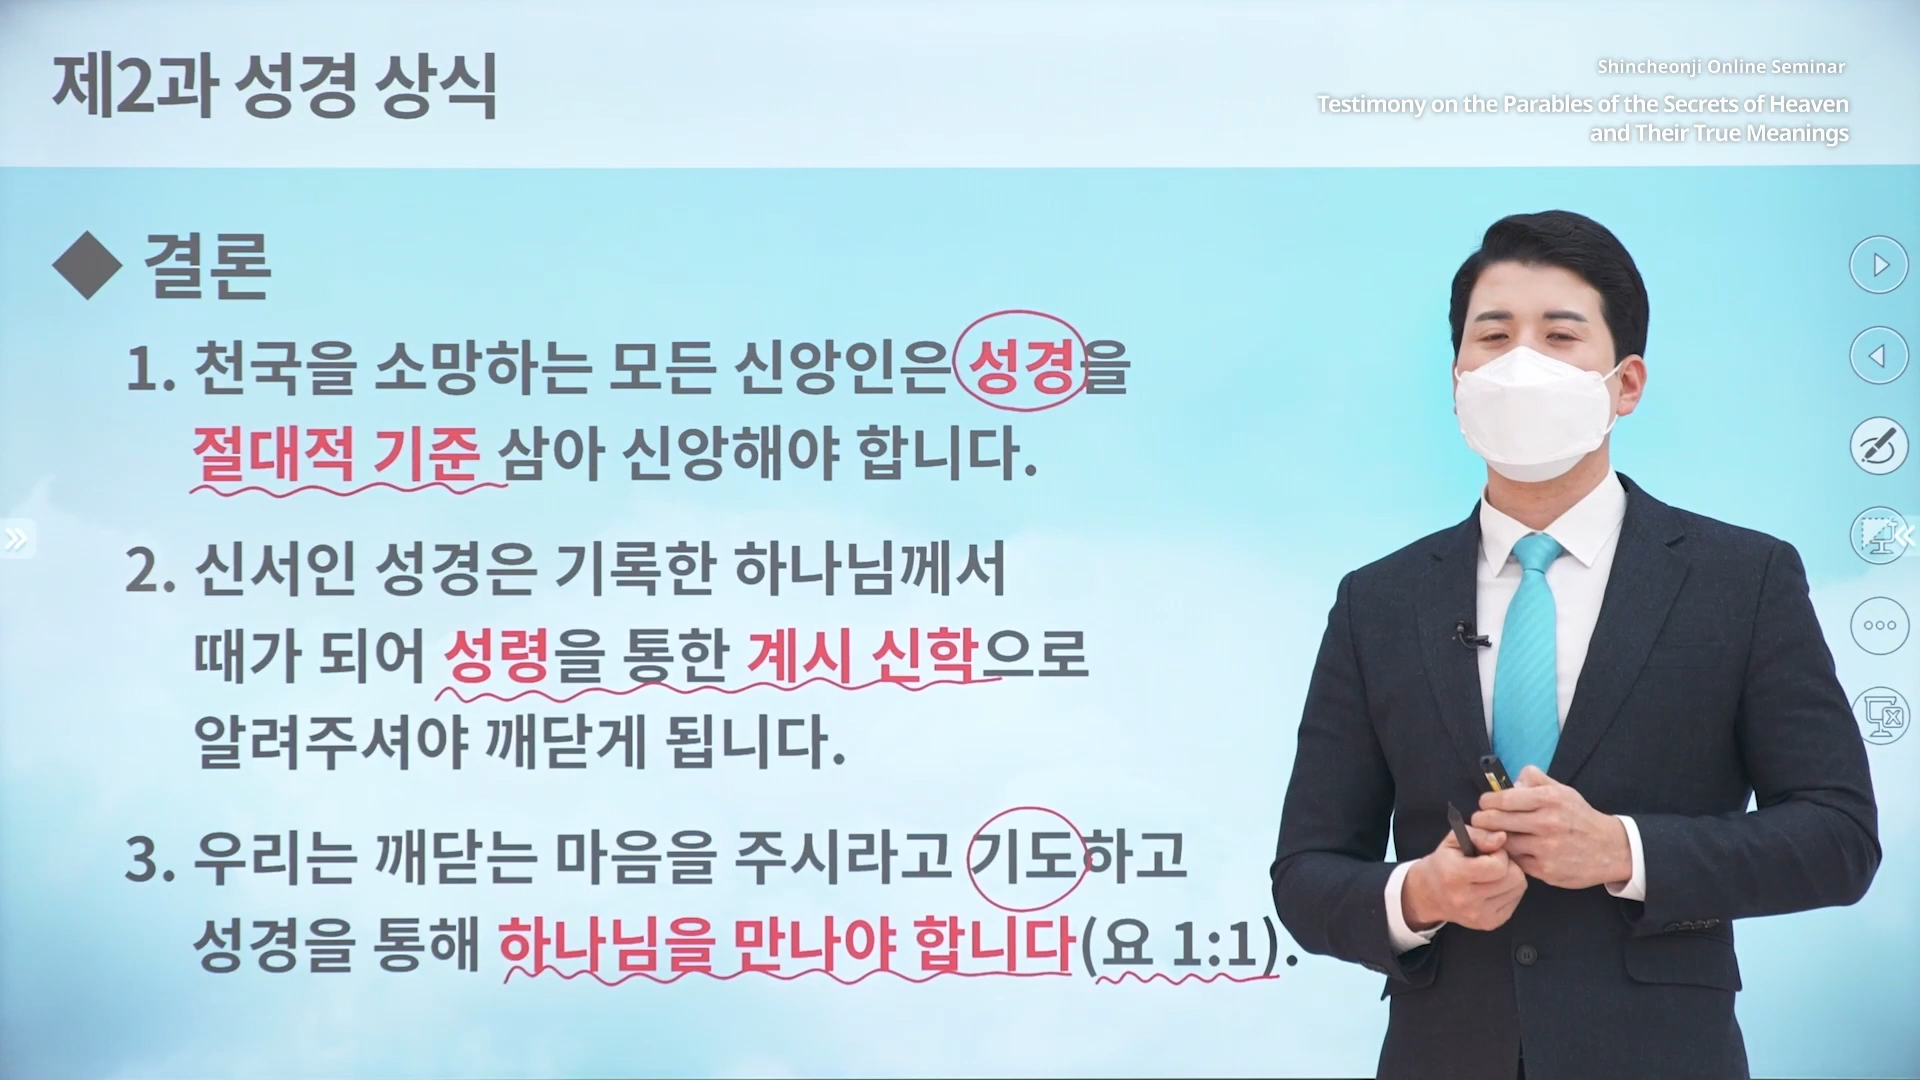 제2과 성경 상식
Shincheonji Online Seminar
Testimony on the Parables of the Secrets of Heaven
and Their True Meanings
◆ 결론
1. 천국을 소망하는 모든 신앙인은 성경을
절대적 기준 삼아 신앙해야 합니다.
2. 신서인 성경은 기록한 하나님께서
때가 되어 성령을 통한 계시 신학으로
알려주셔야 깨닫게 됩니다.
3. 우리는 깨닫는 마음을 주시라고 기도하고
성경을 통해 하나님을 만나야 합니다(요 1:1).